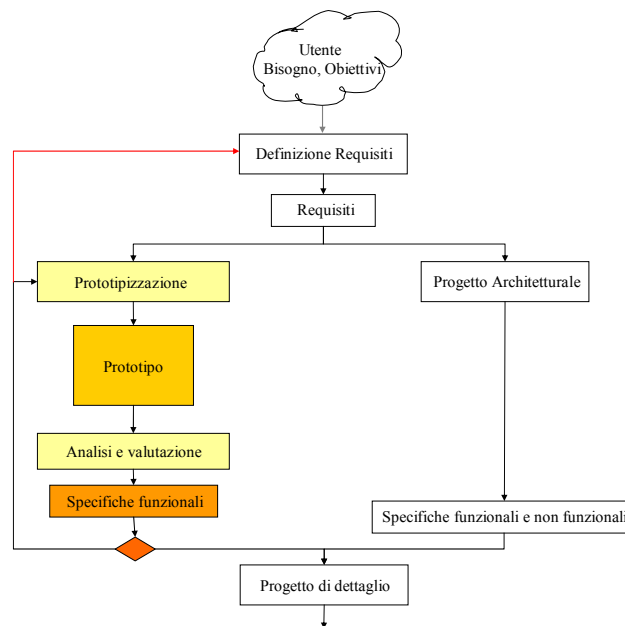 Utente
Bisogno, Obiettivi
Definizione Requisiti
Requisiti
Prototipizzazione
Progetto Architetturale
Prototipo
Analisi e valutazione
Specifiche funzionali
Specifiche funzionali e non funzionali
Progetto di dettaglio